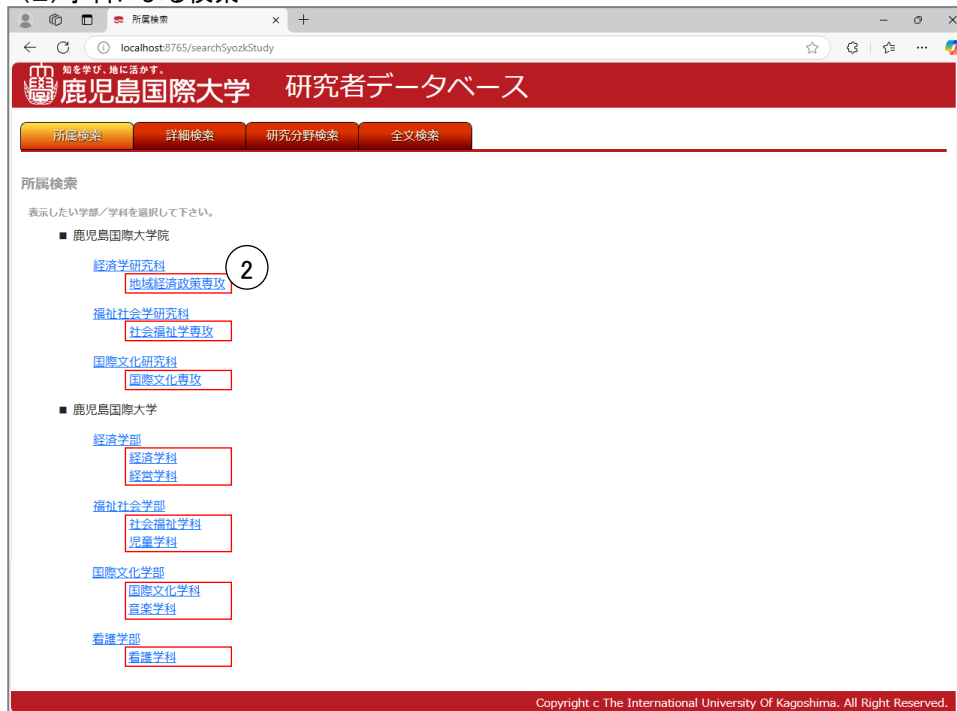 (2)学科による検索
所属検索
localhost:8765/searchSyozkStudy
知を学び、地に活かす。
鹿児島国際大学 研究者データベース
所属検索 詳細検索 研究分野検索 全文検索
所属検索
表示したい学部／学科を選択して下さい。
■ 鹿児島国際大学院
経済学研究科
②
地域経済政策専攻
福祉社会学研究科
社会福祉学専攻
国際文化研究科
国際文化専攻
■ 鹿児島国際大学
経済学部
経済学科
経営学科
福祉社会学部
社会福祉学科
児童学科
国際文化学部
国際文化学科
音楽学科
看護学部
看護学科
Copyright c The International University Of Kagoshima. All Right Reserved.